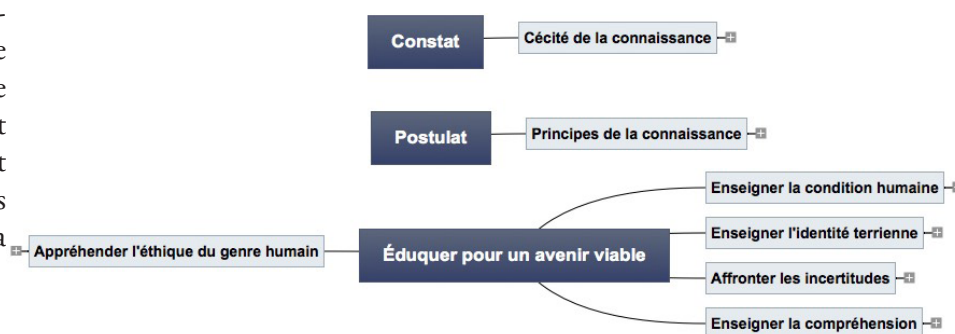 Constat
Cécité de la connaissance
Postulat
Principes de la connaissance
Enseigner la condition humaine
Enseigner l'identité terrienne
Appréhender l'éthique du genre humain
Éduquer pour un avenir viable
Affronter les incertitudes
Enseigner la compréhension